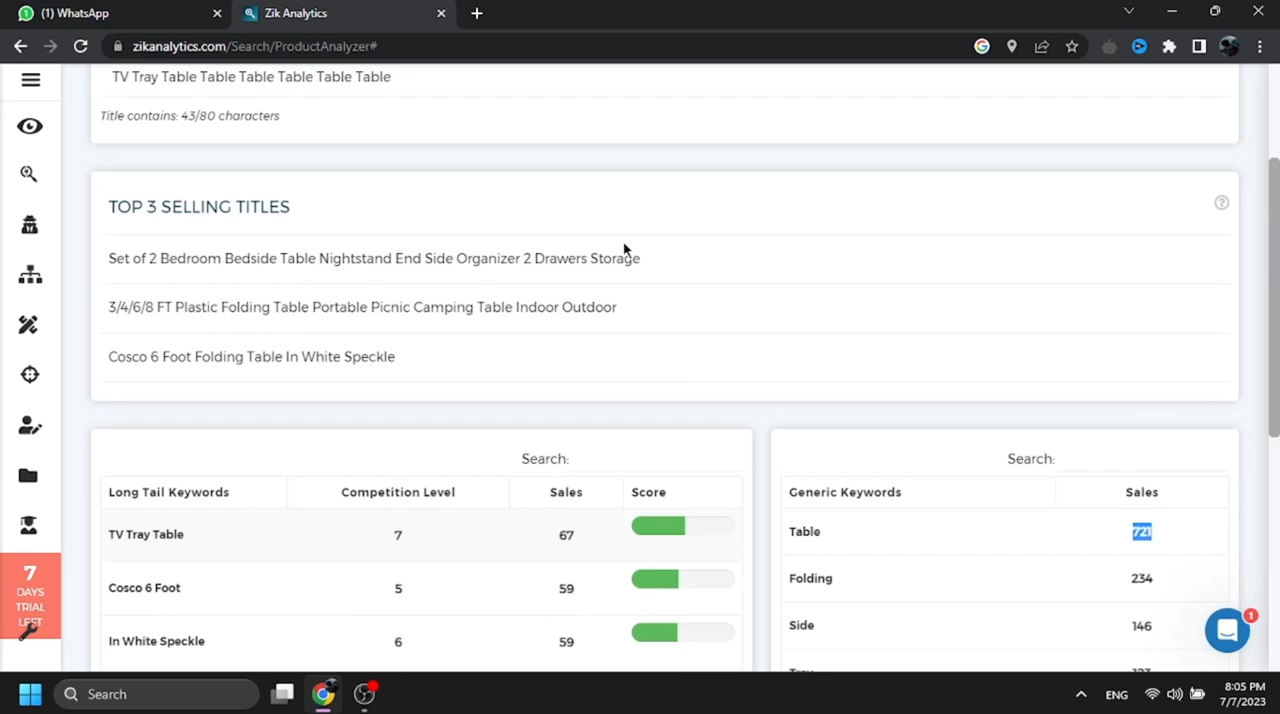 (1) WhatsApp
Zik Analytics
zikanalytics.com/Search/ProductAnalyzer#
TV Tray Table Table Table Table Table Table
Title contains: 43/80 characters
TOP 3 SELLING TITLES
Set of 2 Bedroom Bedside Table Nightstand End Side Organizer 2 Drawers Storage
3/4/6/8 FT Plastic Folding Table Portable Picnic Camping Table Indoor Outdoor
Cosco 6 Foot Folding Table In White Speckle
Search:
Long Tail Keywords Competition Level Sales Score
TV Tray Table 7 67
Cosco 6 Foot 5 59
In White Speckle 6 59
Search:
Generic Keywords Sales
Table 721
Folding 234
Side 146
7
DAYS
TRIAL
LEFT
1
Search
ENG
8:05 PM
7/7/2023